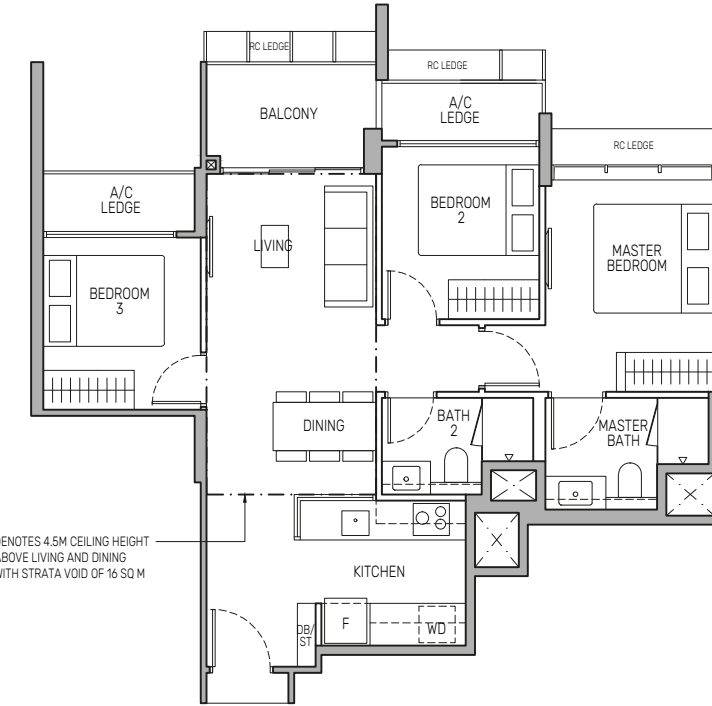 RC LEDGE
RC LEDGE
BALCONY
A/C
LEDGE
RC LEDGE
A/C
LEDGE
BEDROOM
2
LIVING
MASTER
BEDROOM
BEDROOM
3
DINING
BATH
2
MASTER
BATH
ENOTES 4.5M CEILING HEIGHT
ABOVE LIVING AND DINING
WITH STRATA VOID OF 16 SQ M
KITCHEN
DB/
ST
F
WD